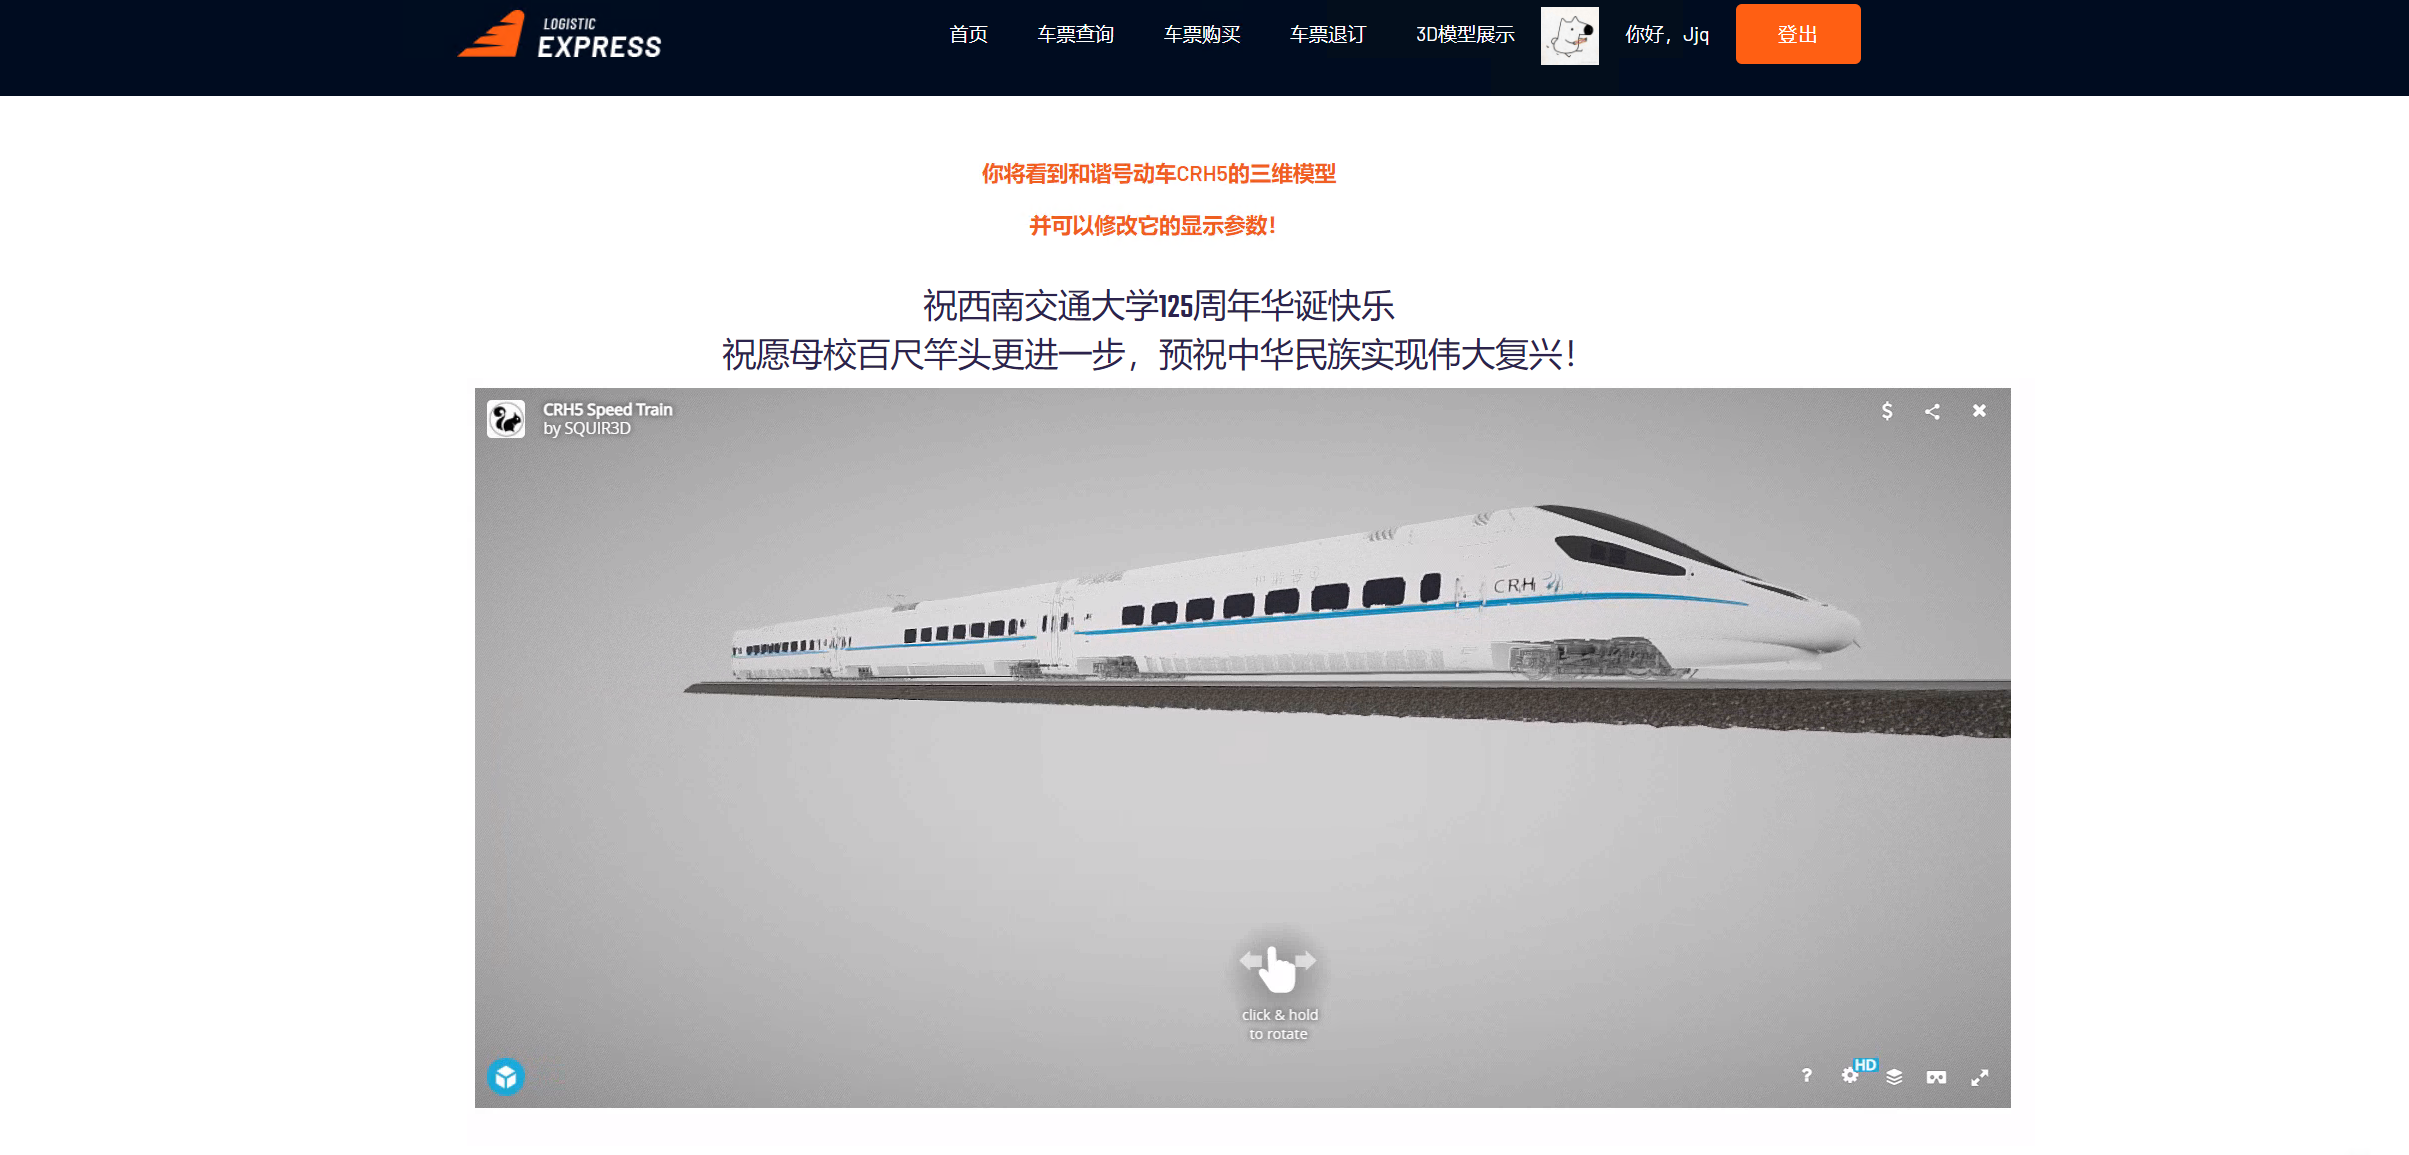 LOGISTIC
EXPRESS
首页 车票查询 车票购买 车票退订 3D模型展示 你好，Jjq 登出
你将看到和谐号动车CRH5的三维模型
并可以修改它的显示参数！
祝西南交通大学125周年华诞快乐
祝愿母校百尺竿头更进一步，预祝中华民族实现伟大复兴！
CRH5 Speed Train
by SQUIR3D
CRH
click & hold
to rotate
HD